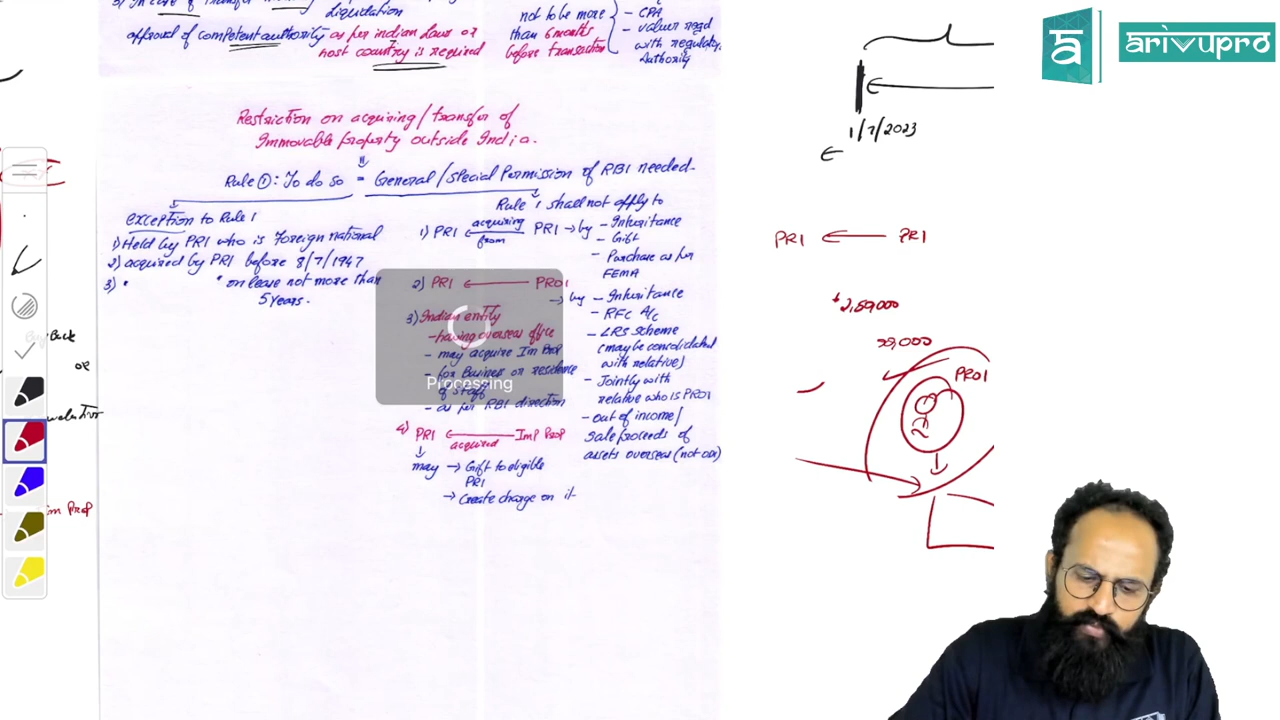 Liquidation
approval of competent authority as per indian laws or
host country is required
not to be more
than 6 months
before transaction
- CPA
- valuer regd
with regulatory
Authority
Restriction on acquiring/transfer of
Immovable property outside India.
Rule ①: To do so = General/special Permission of RBI needed.
exception to Rule 1
1) Held by PRI who is Foreign national
2) acquired by PRI before 8/7/1947
3) • • on lease not more than
5 years.
Rule 1 shall not apply to
1) PRI acquiring from PRI → by - Inheritance
- Gift
- Purchase as per
FEMA
2) PRI PROI
→ by - Inheritance
- RFC A/c
- LRS scheme
(may be consolidated
with relative)
- Jointly with
relative who is PROI
- Out of income/
sale proceeds of
assets overseas (not ODI)
3) Indian entity
- having overseas office
- may acquire Im Prop
- for Business or residence
of staff
- as per RBI direction
4) PRI acquired Imp Prop
may → Gift to eligible
PRI
→ Create charge on it
Processing
Buy Back
or
im Prop
1/7/2023
PRI PRI
PROI
arivupro